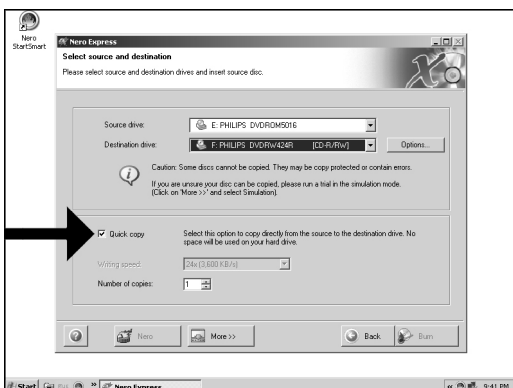 Nero
StartSmart
Nero Express
Select source and destination
Please select source and destination drives and insert source disc.
Source drive: E: PHILIPS DVDROM5016
Destination drive: F: PHILIPS DVDRW424R [CD-R/RW] Options...
Caution: Some discs cannot be copied. They may be copy protected or contain errors.
If you are unsure your disc can be copied, please run a trial in the simulation mode.
(Click on 'More >>' and select Simulation).
Quick copy Select this option to copy directly from the source to the destination drive. No
space will be used on your hard drive.
Writing speed: 24x (3,600 KB/s)
Number of copies: 1
Nero More >> Back Burn
Start Nero Express 9:41 PM